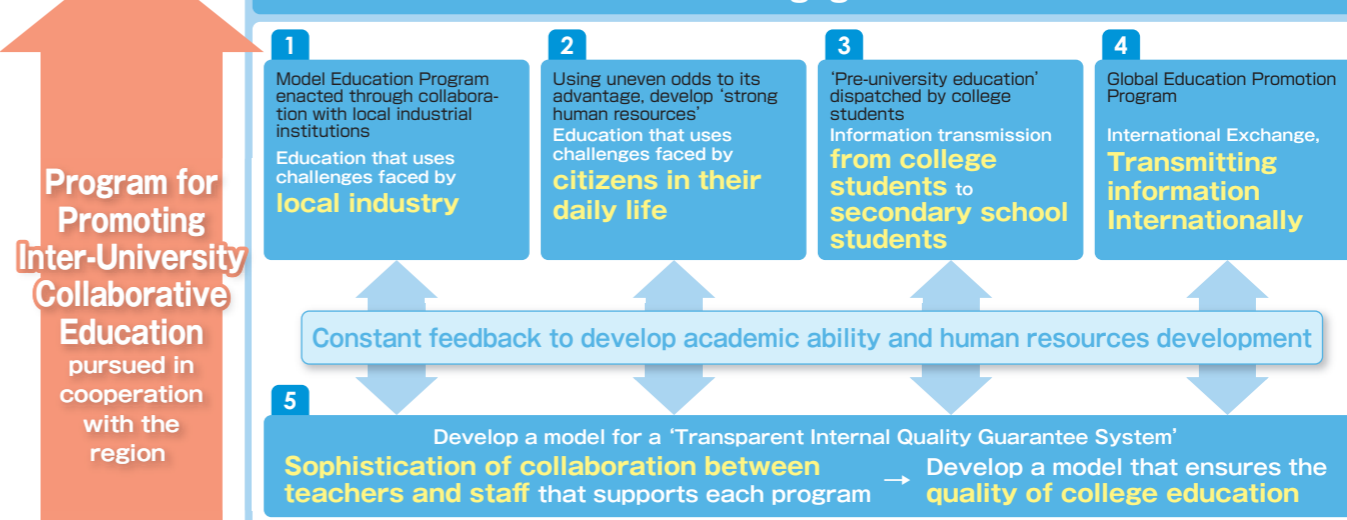 Program for
Promoting
Inter-University
Collaborative
Education
pursued in
cooperation
with the
region
1
Model Education Program
enacted through collabora-
tion with local industrial
institutions
Education that uses
challenges faced by
local industry
2
Using uneven odds to its
advantage, develop ‘strong
human resources’
Education that uses
challenges faced by
citizens in their
daily life
3
‘Pre-university education’
dispatched by college
students
Information transmission
from college
students to
secondary school
students
4
Global Education Promotion
Program
International Exchange,
Transmitting
information
Internationally
Constant feedback to develop academic ability and human resources development
5
Develop a model for a ‘Transparent Internal Quality Guarantee System’
Sophistication of collaboration between
teachers and staff that supports each program
→
Develop a model that ensures the
quality of college education